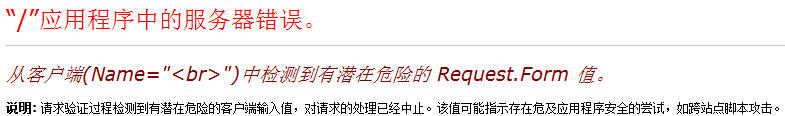 “/”应用程序中的服务器错误。
从客户端(Name="<br>")中检测到有潜在危险的 Request.Form 值。
说明: 请求验证过程检测到有潜在危险的客户端输入值，对请求的处理已经中止。该值可能指示存在危及应用程序安全的尝试，如跨站点脚本攻击。